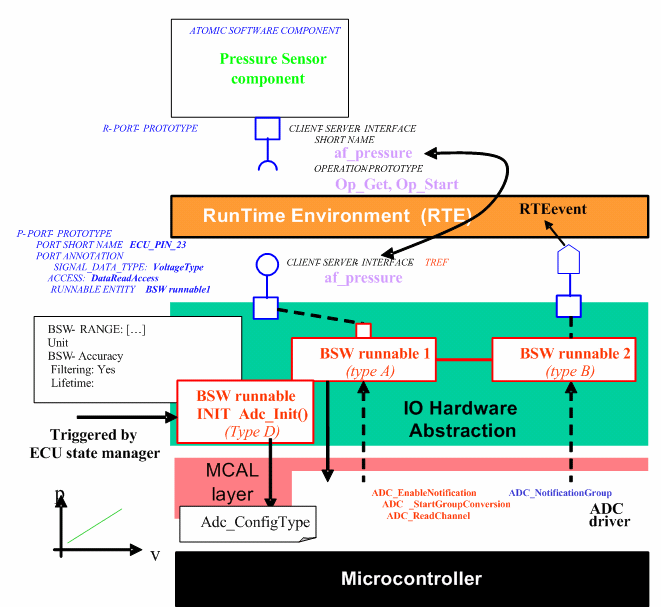 ATOMIC SOFTWARE COMPONENT
Pressure Sensor
component
R- PORT- PROTOTYPE
CLIENT-SERVER- INTERFACE
SHORT NAME
af_pressure
OPERATION PROTOTYPE
Op_Get, Op_Start
RunTime Environment (RTE)
RTEevent
P-PORT- PROTOTYPE
PORT SHORT NAME ECU_PIN_23
PORT ANNOTATION
SIGNAL_DATA_TYPE: VoltageType
ACCESS: DataReadAccess
RUNNABLE ENTITY BSW runnable1
CLIENT-SERVER- INTERFACE TREF
af_pressure
BSW- RANGE: […]
Unit
BSW- Accuracy
Filtering: Yes
Lifetime:
BSW runnable 1
(type A)
BSW runnable 2
(type B)
BSW runnable
INIT Adc_Init()
(Type D)
IO Hardware
Abstraction
Triggered by
ECU state manager
MCAL
layer
ADC_EnableNotification
ADC _StartGroupConversion
ADC_ReadChannel
ADC_NotificationGroup
ADC
driver
Adc_ConfigType
p
v
Microcontroller